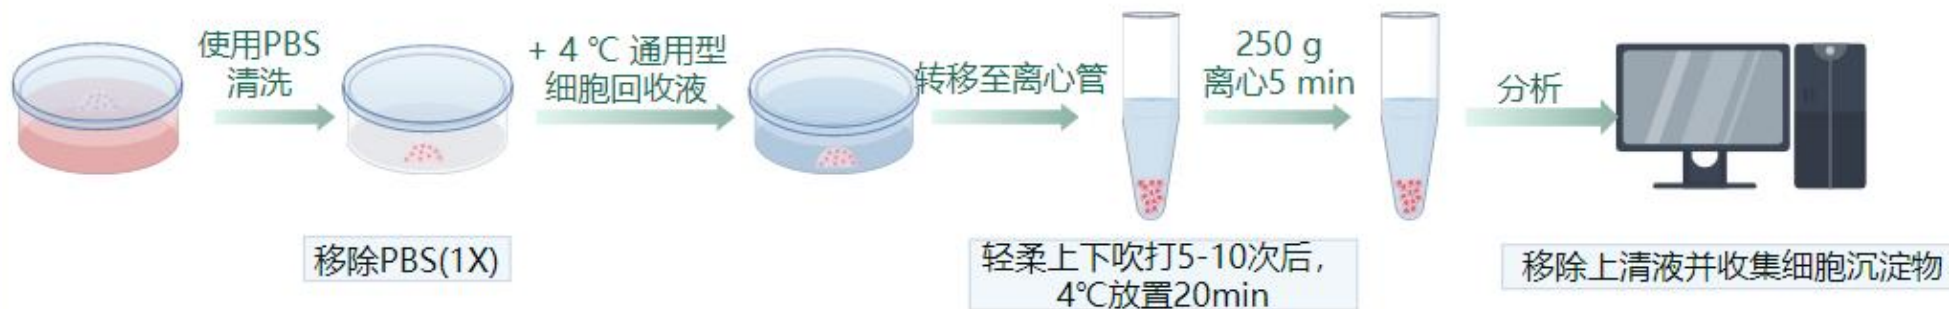 使用PBS
清洗
+ 4 ℃ 通用型
细胞回收液
转移至离心管
250 g
离心5 min
分析
移除PBS(1X)
轻柔上下吹打5-10次后，
4℃放置20min
移除上清液并收集细胞沉淀物